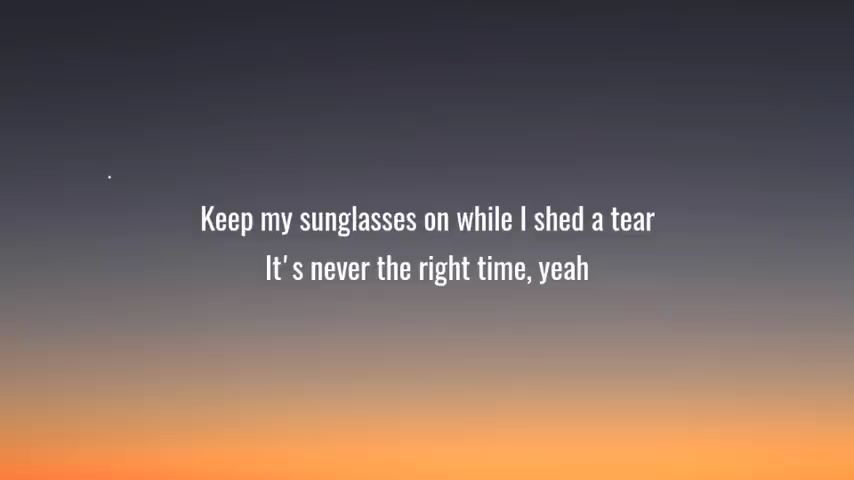 Keep my sunglasses on while I shed a tear
It's never the right time, yeah